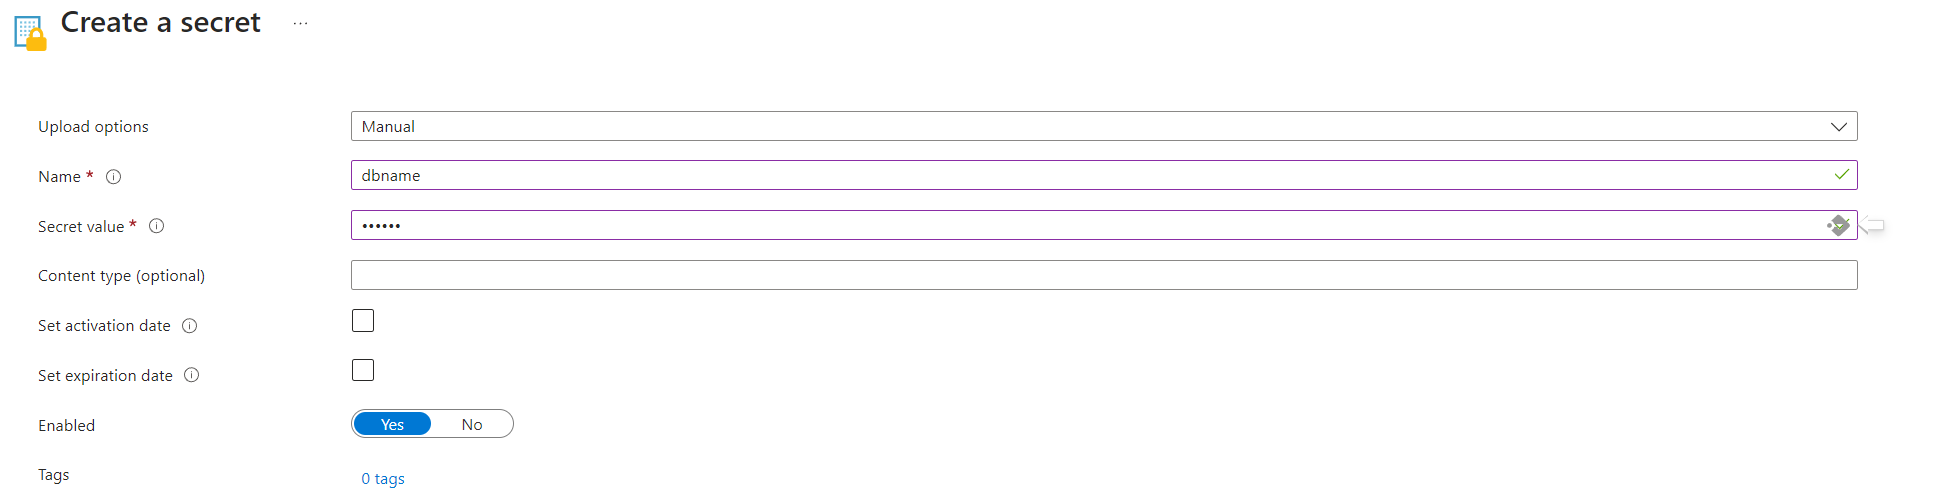 Create a secret ...
Upload options Manual
Name * dbname
Secret value * ••••••
Content type (optional)
Set activation date
Set expiration date
Enabled Yes No
Tags 0 tags